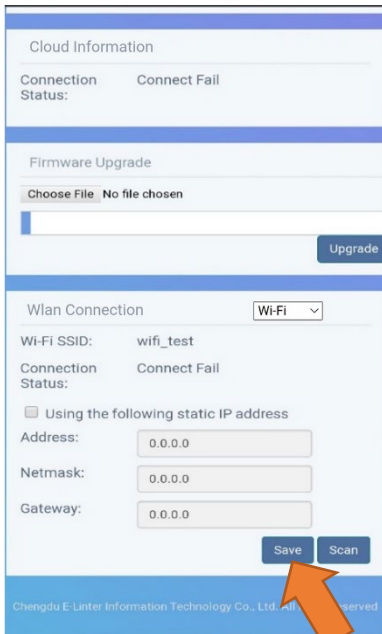 Cloud Information
Connection Status: Connect Fail
Firmware Upgrade
Choose File No file chosen
Upgrade
Wlan Connection Wi-Fi
Wi-Fi SSID: wifi_test
Connection Status: Connect Fail
Using the following static IP address
Address: 0.0.0.0
Netmask: 0.0.0.0
Gateway: 0.0.0.0
Save Scan
Chengdu E-Linter Information Technology Co., Ltd.